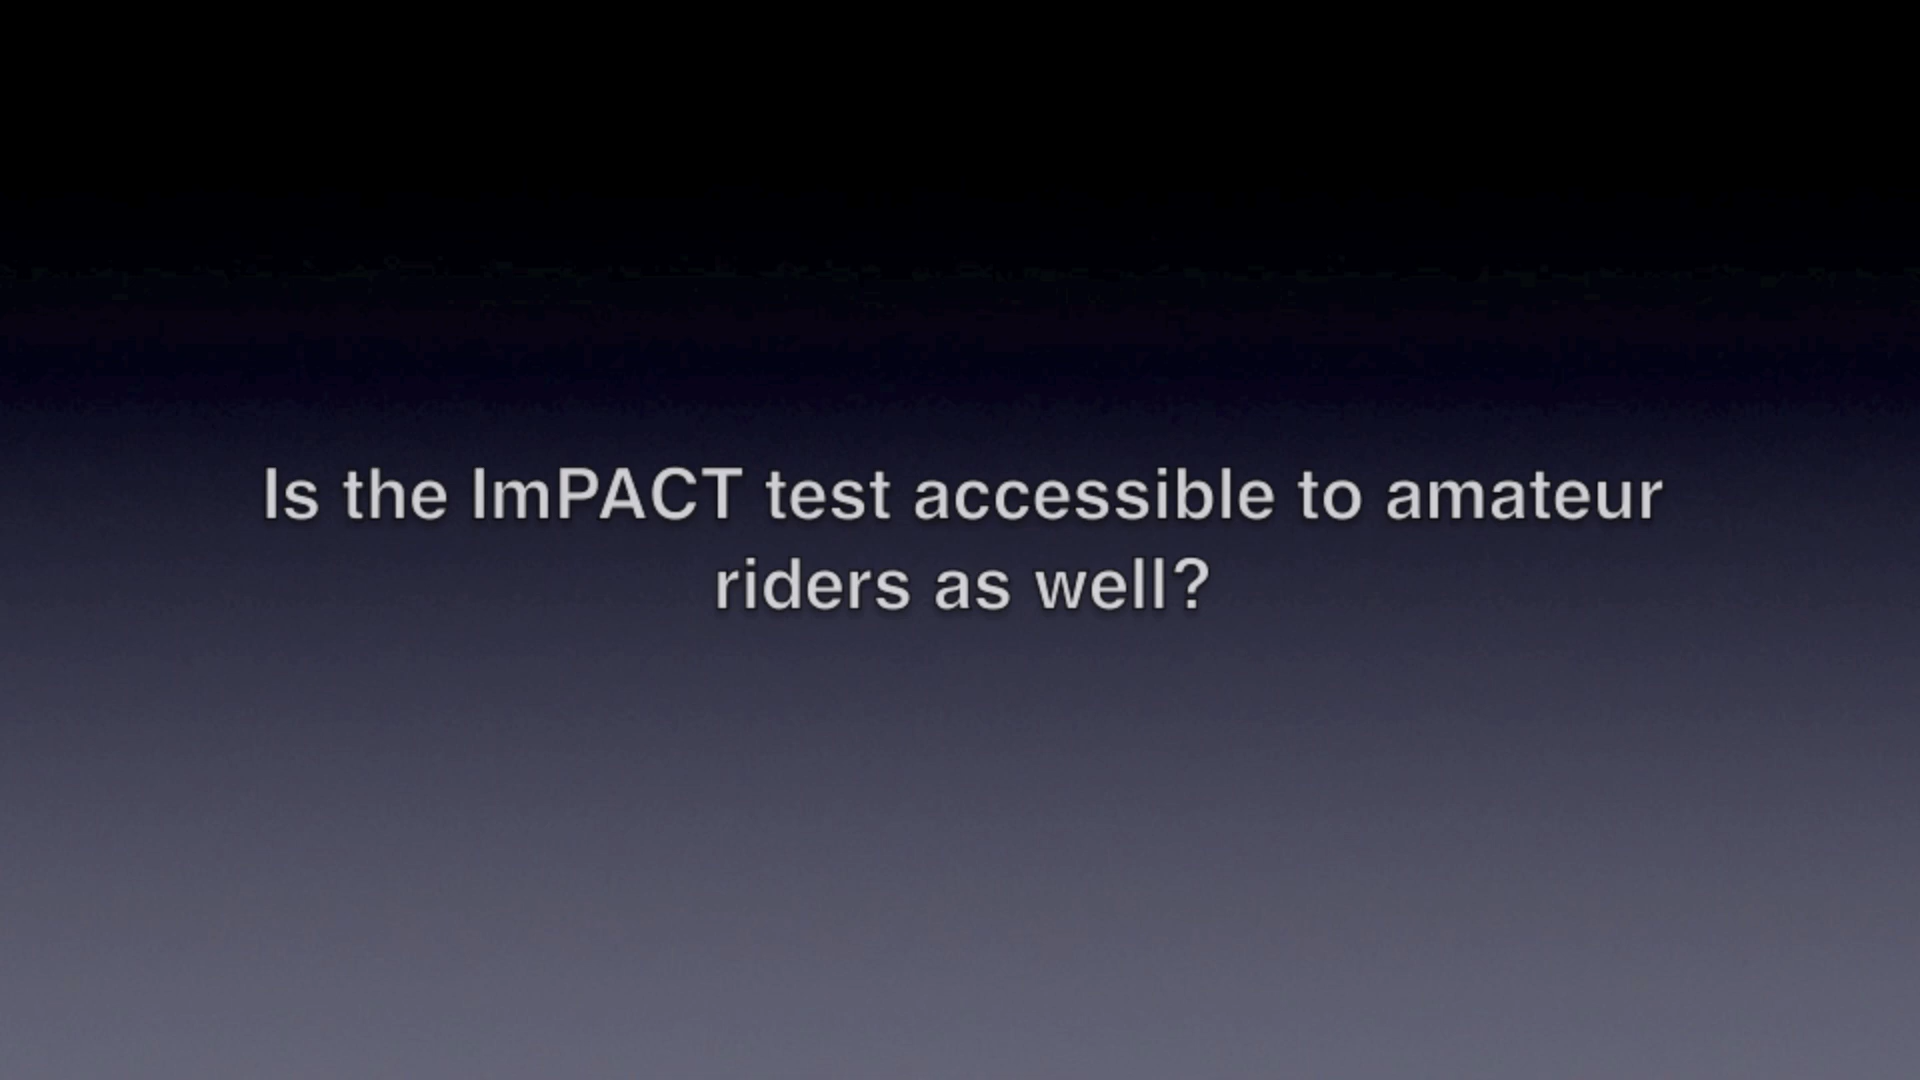 Is the ImPACT test accessible to amateur
riders as well?